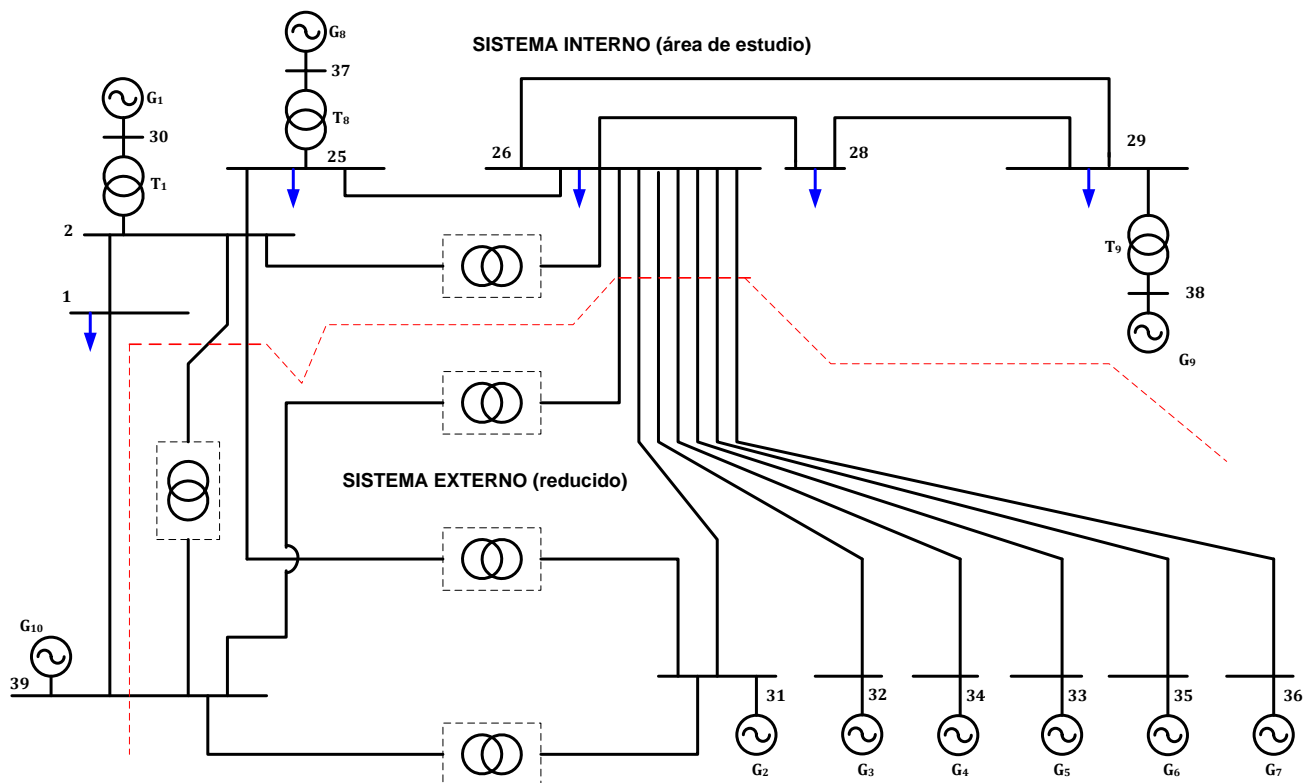 G8
SISTEMA INTERNO (área de estudio)
37
G1
T8
30
25
26
28
29
T1
2
T9
1
38
G9
SISTEMA EXTERNO (reducido)
G10
39
31
32
34
33
35
36
G2
G3
G4
G5
G6
G7